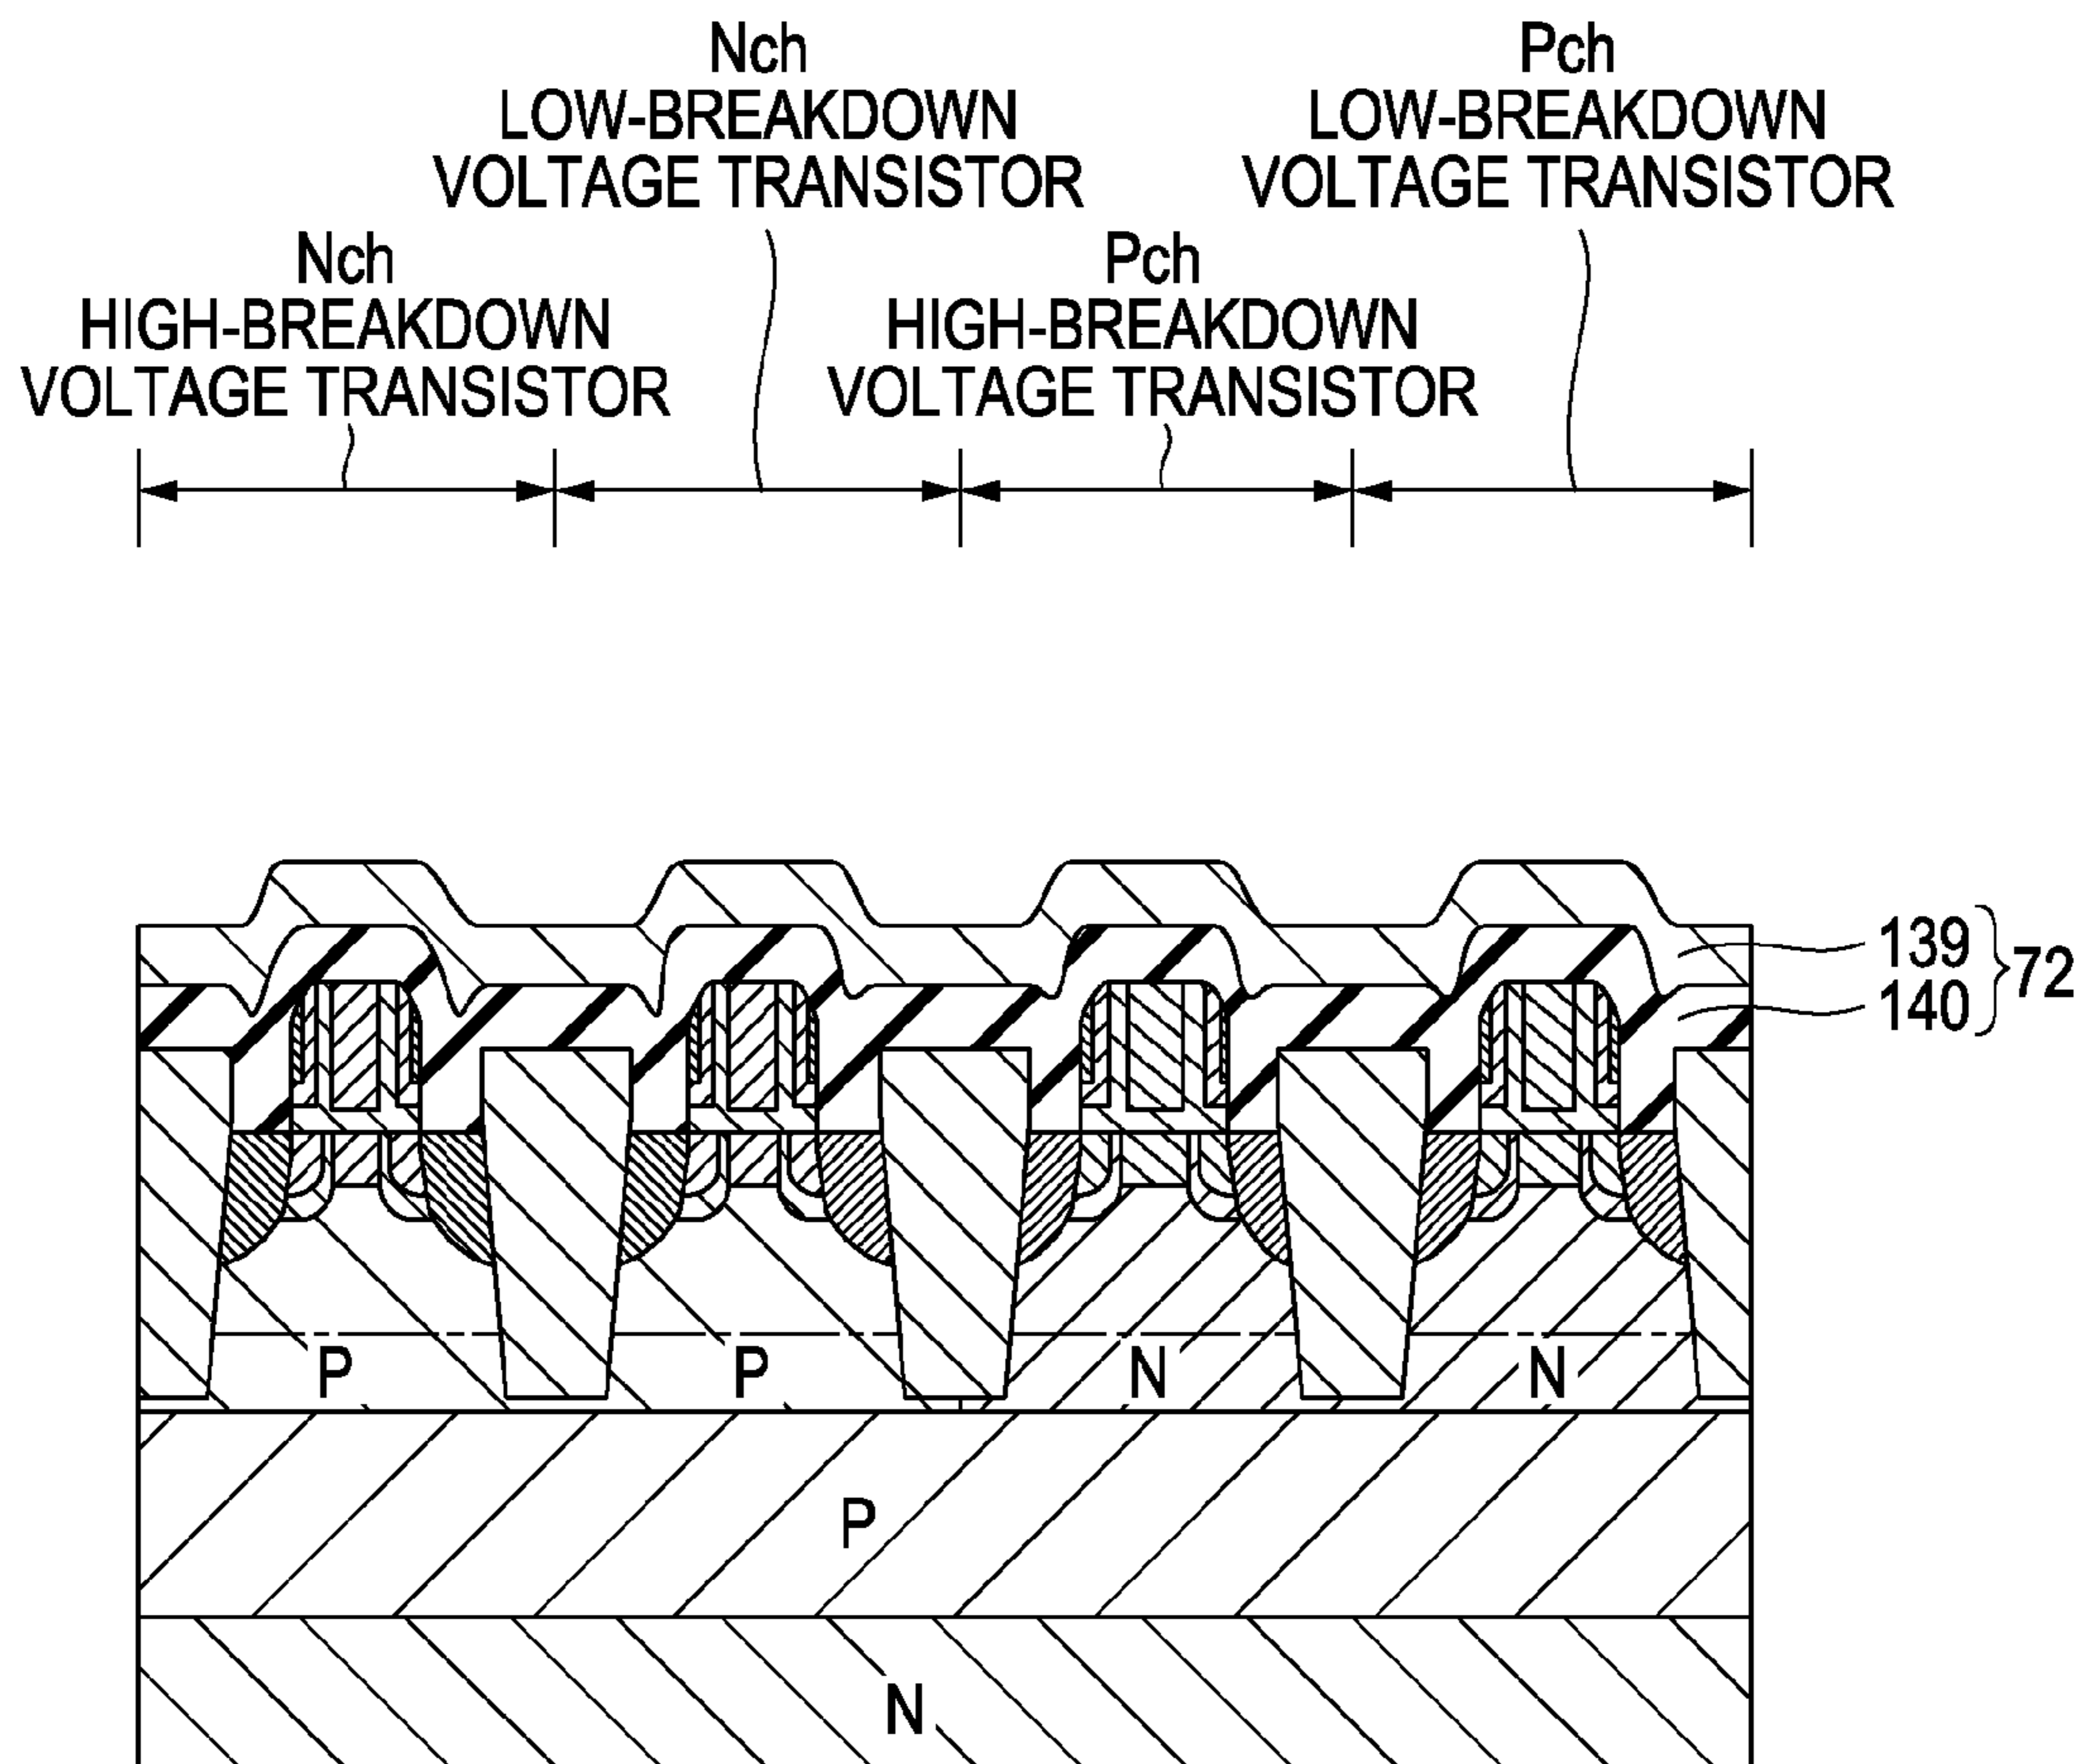 Nch
LOW-BREAKDOWN
VOLTAGE TRANSISTOR
Pch
LOW-BREAKDOWN
VOLTAGE TRANSISTOR
Nch
HIGH-BREAKDOWN
VOLTAGE TRANSISTOR
Pch
HIGH-BREAKDOWN
VOLTAGE TRANSISTOR
139
140
72
P
P
N
N
P
N